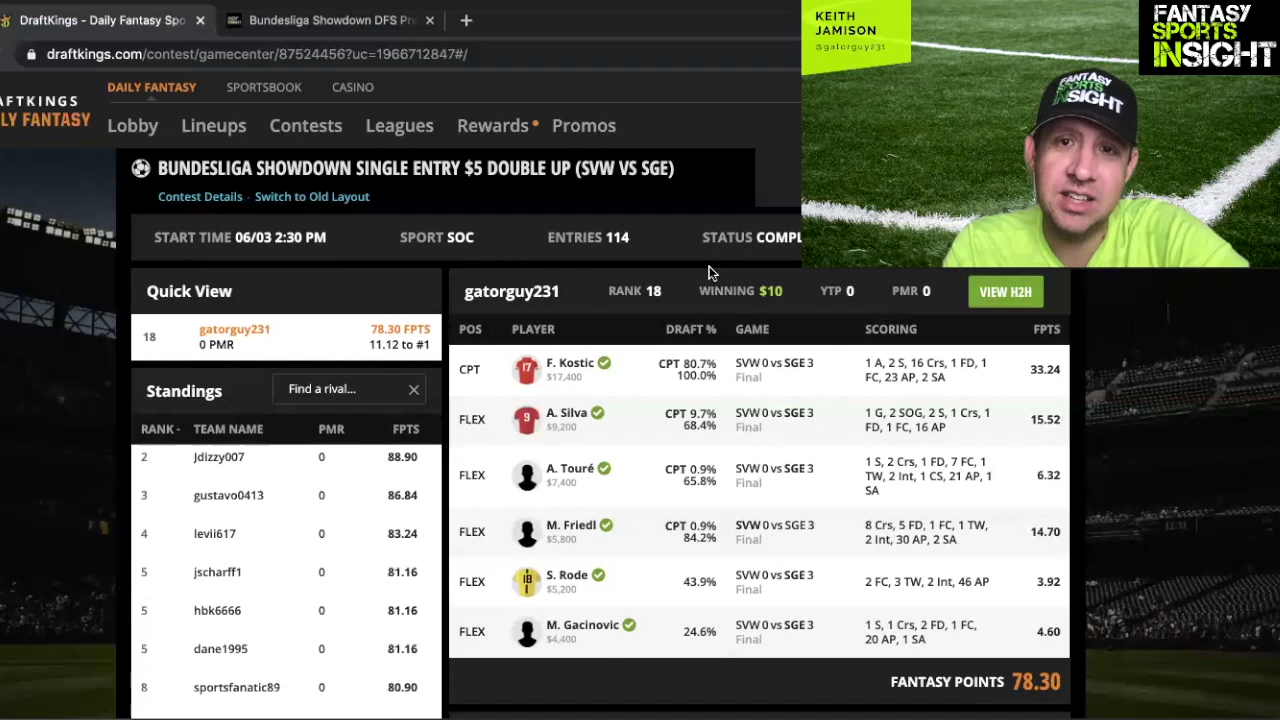 DraftKings - Daily Fantasy Spo
Bundesliga Showdown DFS Pre
draftkings.com/contest/gamecenter/87524456?uc=1966712847#/
KEITH
JAMISON
@gatorguy231
FANTASY
SPORTS
INSIGHT
FANTASY
SPORTS
INSIGHT
AFTKINGS
LY FANTASY
DAILY FANTASY SPORTSBOOK CASINO
Lobby Lineups Contests Leagues Rewards Promos
BUNDESLIGA SHOWDOWN SINGLE ENTRY $5 DOUBLE UP (SVW VS SGE)
Contest Details - Switch to Old Layout
START TIME 06/03 2:30 PM SPORT SOC ENTRIES 114 STATUS COMPL
Quick View
18 gatorguy231 78.30 FPTS
0 PMR 11.12 to #1
Standings Find a rival...
RANK TEAM NAME PMR FPTS
2 Jdizzy007 0 88.90
3 gustavo0413 0 86.84
4 levii617 0 83.24
5 jscharff1 0 81.16
5 hbk6666 0 81.16
5 dane1995 0 81.16
8 sportsfanatic89 0 80.90
gatorguy231 RANK 18 WINNING $10 YTP 0 PMR 0 VIEW H2H
POS PLAYER DRAFT % GAME SCORING FPTS
CPT 17 F. Kostic CPT 80.7% SVW 0 vs SGE 3 1 A, 2 S, 16 Crs, 1 FD, 1 33.24
$17,400 100.0% Final FC, 23 AP, 2 SA
FLEX 9 A. Silva CPT 9.7% SVW 0 vs SGE 3 1 G, 2 SOG, 2 S, 1 Crs, 1 15.52
$9,200 68.4% Final FD, 1 FC, 16 AP
FLEX A. Touré CPT 0.9% SVW 0 vs SGE 3 1 S, 2 Crs, 1 FD, 7 FC, 1 6.32
$7,400 65.8% Final TW, 2 Int, 1 CS, 21 AP, 1
SA
FLEX M. Friedl CPT 0.9% SVW 0 vs SGE 3 8 Crs, 5 FD, 1 FC, 1 TW, 14.70
$5,800 84.2% Final 2 Int, 30 AP, 2 SA
FLEX 18 S. Rode 43.9% SVW 0 vs SGE 3 2 FC, 3 TW, 2 Int, 46 AP 3.92
$5,200 Final
FLEX M. Gacinovic 24.6% SVW 0 vs SGE 3 1 S, 1 Crs, 2 FD, 1 FC, 4.60
$4,400 Final 20 AP, 1 SA
FANTASY POINTS 78.30